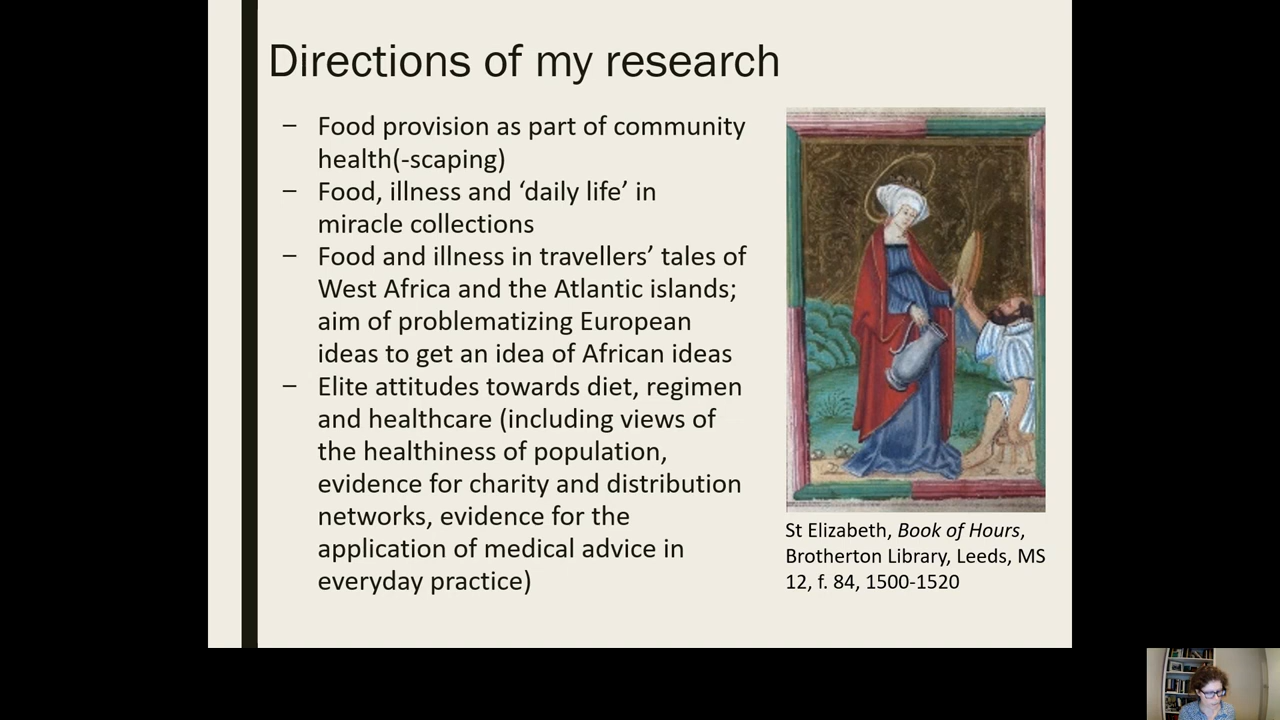 Directions of my research
– Food provision as part of community
health(-scaping)
– Food, illness and ‘daily life’ in
miracle collections
– Food and illness in travellers’ tales of
West Africa and the Atlantic islands;
aim of problematizing European
ideas to get an idea of African ideas
– Elite attitudes towards diet, regimen
and healthcare (including views of
the healthiness of population,
evidence for charity and distribution
networks, evidence for the
application of medical advice in
everyday practice)
St Elizabeth, Book of Hours,
Brotherton Library, Leeds, MS
12, f. 84, 1500-1520